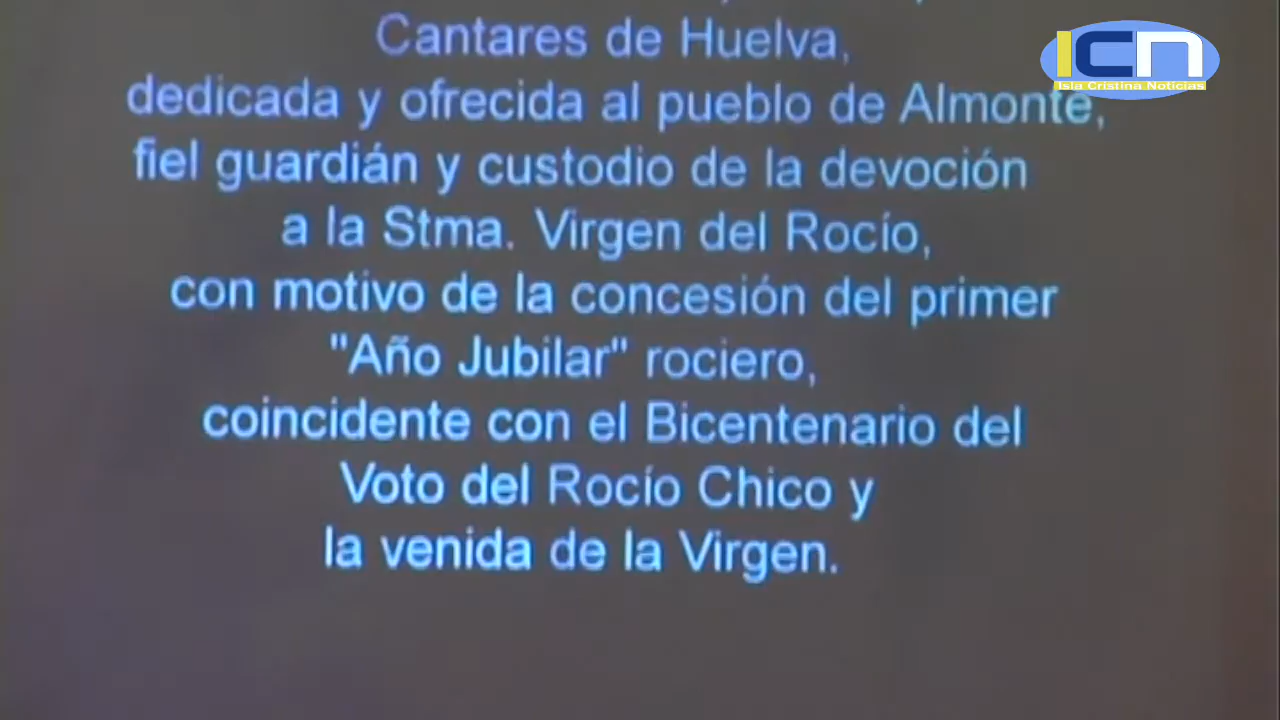 Cantares de Huelva,
dedicada y ofrecida al pueblo de Almonte,
fiel guardián y custodio de la devoción
a la Stma. Virgen del Rocío,
con motivo de la concesión del primer
"Año Jubilar" rociero,
coincidente con el Bicentenario del
Voto del Rocío Chico y
la venida de la Virgen.
ICN
Isla Cristina Noticias